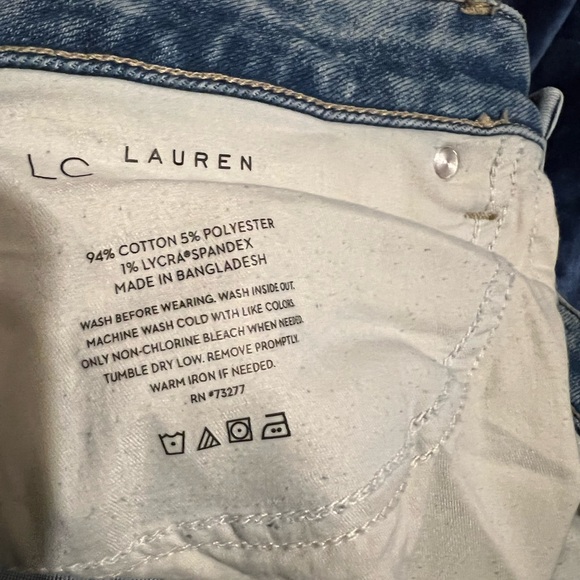 LC LAUREN
94% COTTON 5% POLYESTER
1% LYCRA® SPANDEX
MADE IN BANGLADESH
WASH BEFORE WEARING. WASH INSIDE OUT.
MACHINE WASH COLD WITH LIKE COLORS.
ONLY NON-CHLORINE BLEACH WHEN NEEDED.
TUMBLE DRY LOW. REMOVE PROMPTLY.
WARM IRON IF NEEDED.
RN #73277